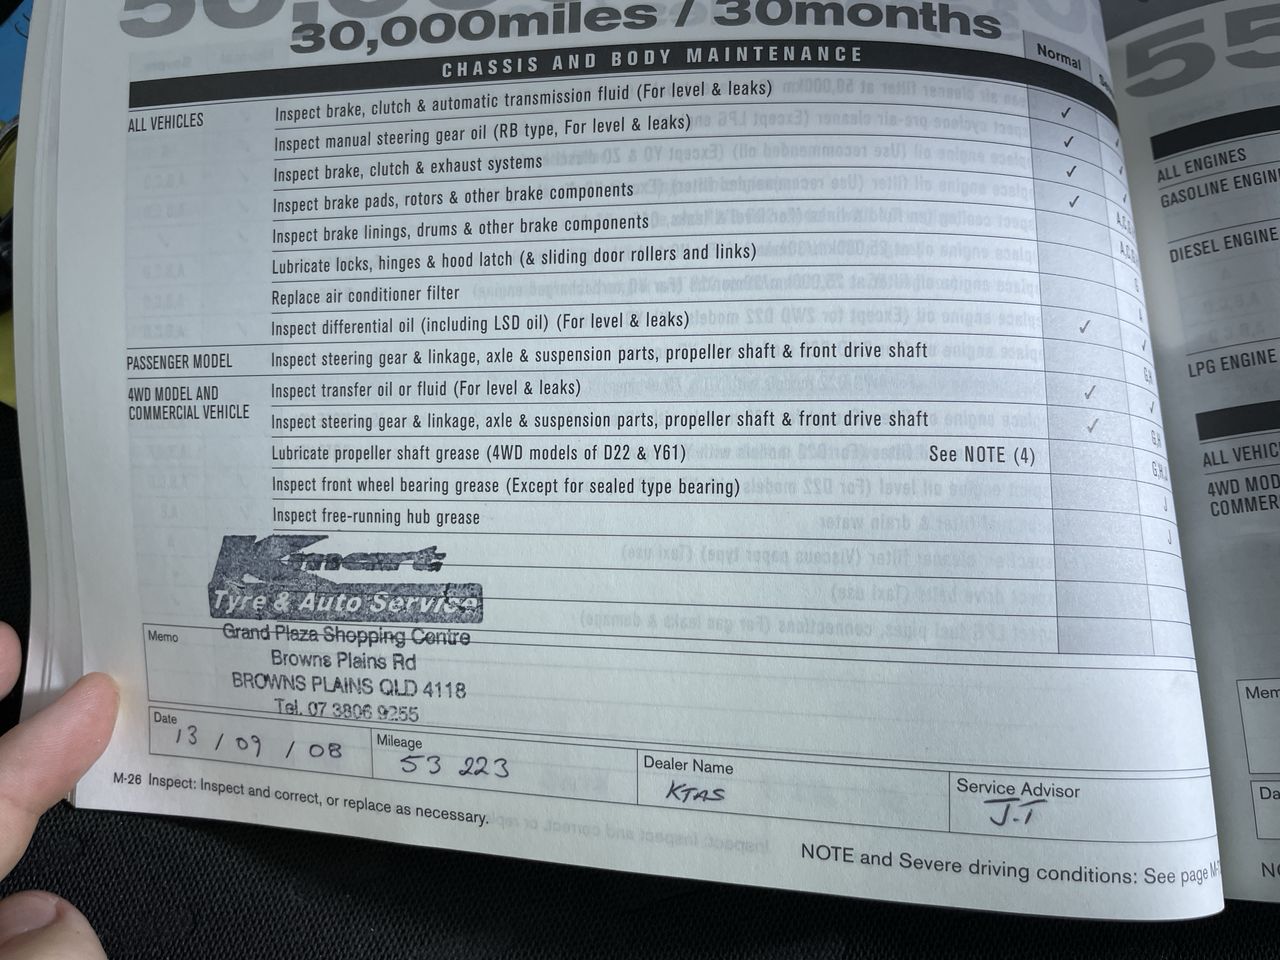 30,000miles / 30months
CHASSIS AND BODY MAINTENANCE
Normal
ALL VEHICLES
Inspect brake, clutch & automatic transmission fluid (For level & leaks) ✓
Inspect manual steering gear oil (RB type, For level & leaks) ✓
Inspect brake, clutch & exhaust systems ✓
Inspect brake pads, rotors & other brake components ✓
Inspect brake linings, drums & other brake components
Lubricate locks, hinges & hood latch (& sliding door rollers and links)
Replace air conditioner filter
Inspect differential oil (including LSD oil) (For level & leaks) ✓
PASSENGER MODEL
Inspect steering gear & linkage, axle & suspension parts, propeller shaft & front drive shaft
4WD MODEL AND
COMMERCIAL VEHICLE
Inspect transfer oil or fluid (For level & leaks) ✓
Inspect steering gear & linkage, axle & suspension parts, propeller shaft & front drive shaft ✓
Lubricate propeller shaft grease (4WD models of D22 & Y61) See NOTE (4)
Inspect front wheel bearing grease (Except for sealed type bearing)
Inspect free-running hub grease
Kmart
Tyre & Auto Service
Grand Plaza Shopping Centre
Browns Plains Rd
BROWNS PLAINS QLD 4118
Tel. 07 3806 9255
Memo
Date
13 / 09 / 08
Mileage
53 223
Dealer Name
KTAS
Service Advisor
J.T
M-26 Inspect: Inspect and correct, or replace as necessary.
NOTE and Severe driving conditions: See page
55
ALL ENGINES
GASOLINE
DIESEL ENGINE
LPG ENGINE
4WD